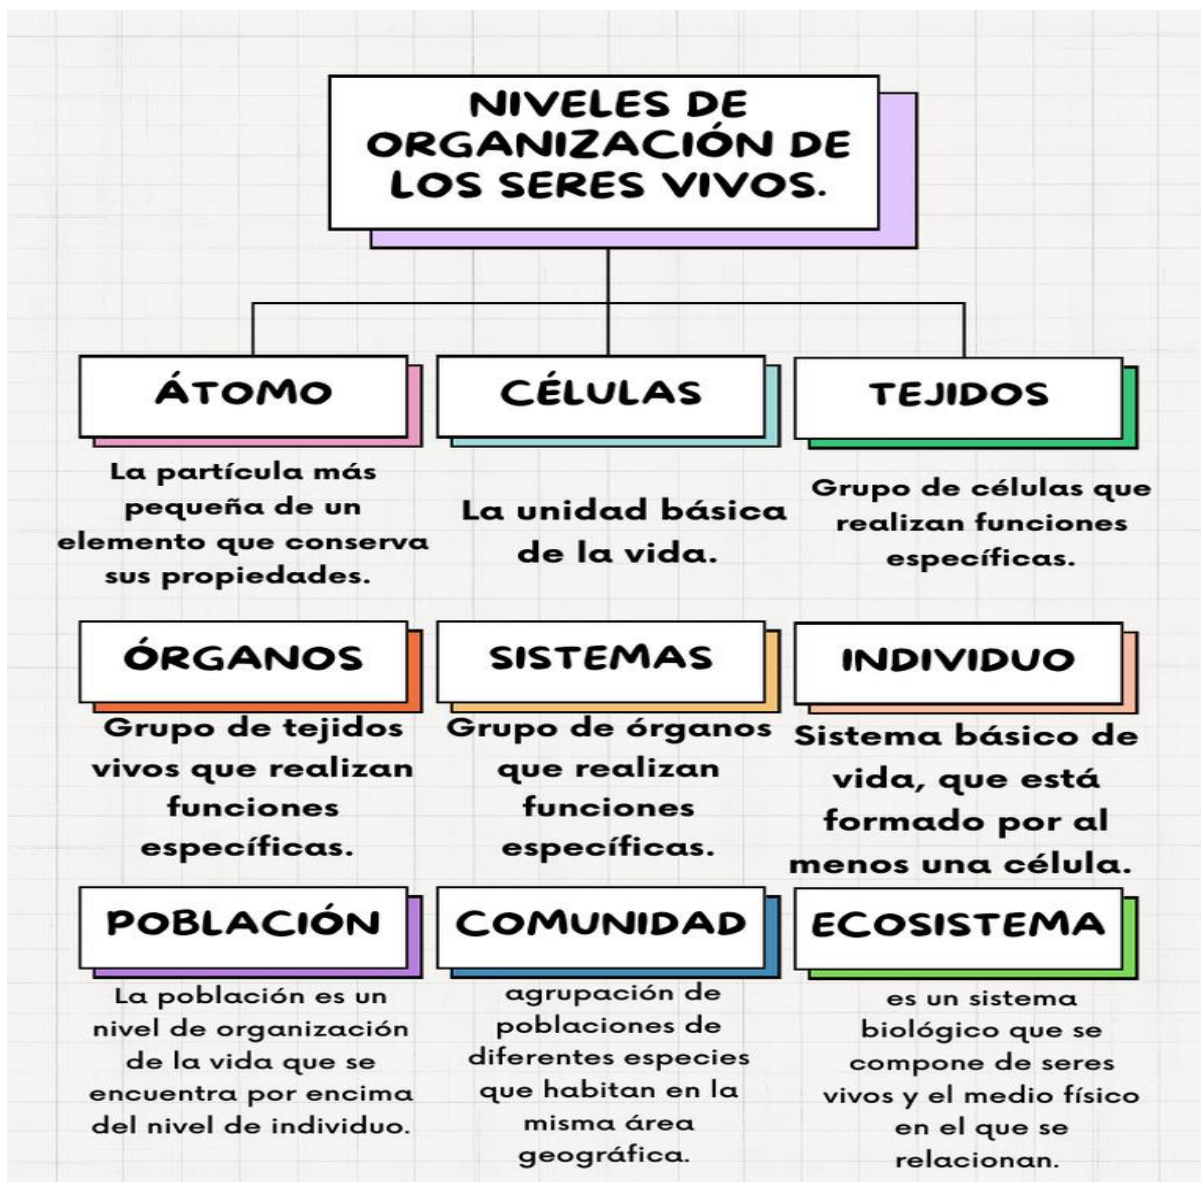 NIVELES DE
ORGANIZACIÓN DE
LOS SERES VIVOS.
ÁTOMO
La partícula más
pequeña de un
elemento que conserva
sus propiedades.
CÉLULAS
La unidad básica
de la vida.
TEJIDOS
Grupo de células que
realizan funciones
específicas.
ÓRGANOS
Grupo de tejidos
vivos que realizan
funciones
específicas.
SISTEMAS
Grupo de órganos
que realizan
funciones
específicas.
INDIVIDUO
Sistema básico de
vida, que está
formado por al
menos una célula.
POBLACIÓN
La población es un
nivel de organización
de la vida que se
encuentra por encima
del nivel de individuo.
COMUNIDAD
agrupación de
poblaciones de
diferentes especies
que habitan en la
misma área
geográfica.
ECOSISTEMA
es un sistema
biológico que se
compone de seres
vivos y el medio físico
en el que se
relacionan.